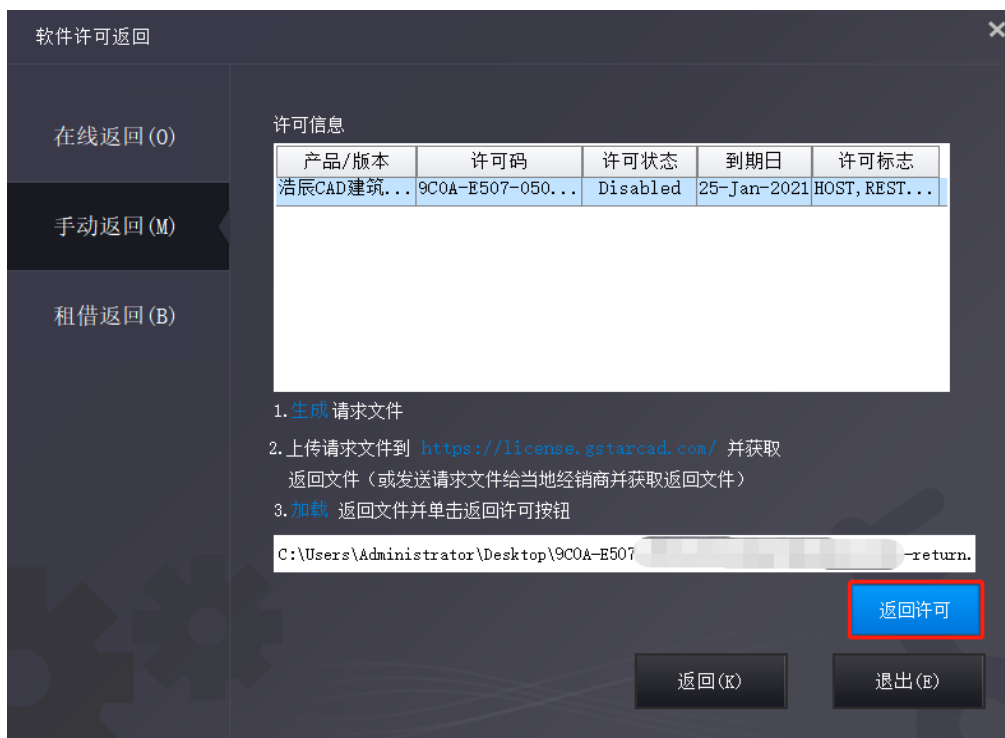 软件许可返回
在线返回(O)
手动返回(M)
租借返回(B)
许可信息
产品/版本 许可码 许可状态 到期日 许可标志
浩辰CAD建筑... 9C0A-E507-050... Disabled 25-Jan-2021 HOST,REST...
1.生成 请求文件
2.上传请求文件到 https://license.gstarcad.com/ 并获取
返回文件（或发送请求文件给当地经销商并获取返回文件）
3.加载 返回文件并单击返回许可按钮
C:\Users\Administrator\Desktop\9C0A-E507 -return.
返回许可
返回(K)
退出(E)